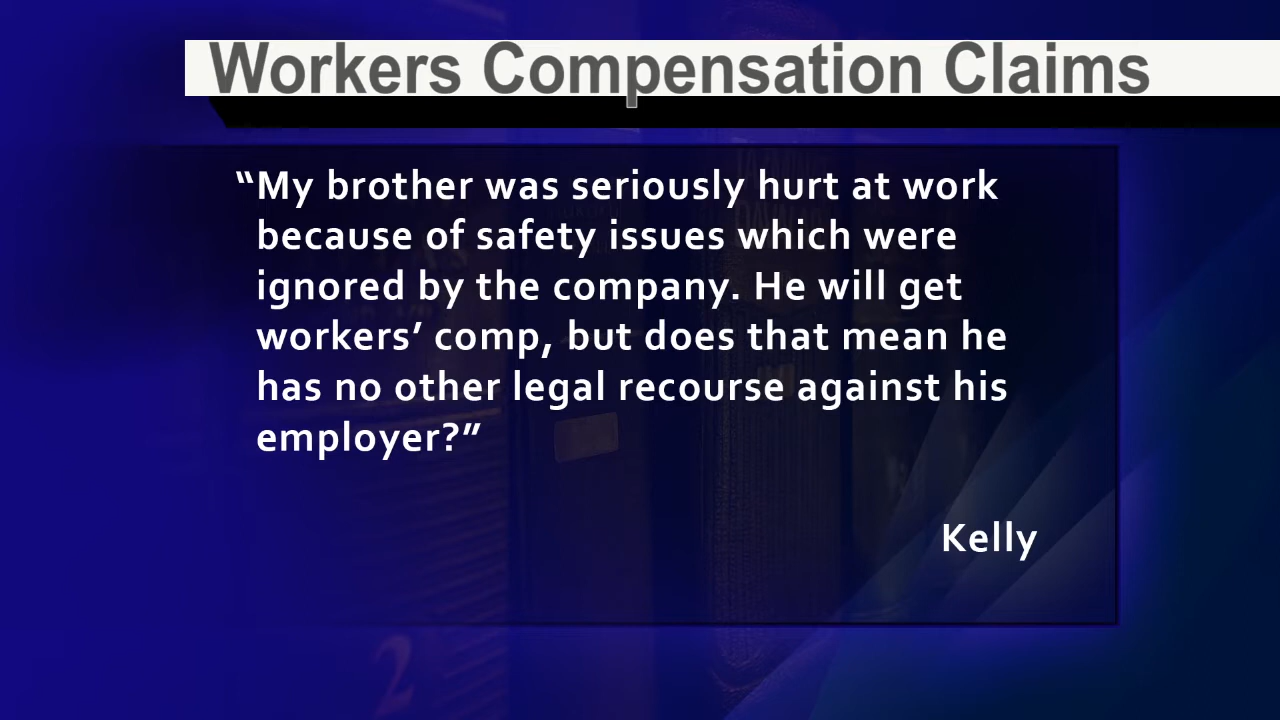 Workers Compensation Claims
“My brother was seriously hurt at work
because of safety issues which were
ignored by the company. He will get
workers’ comp, but does that mean he
has no other legal recourse against his
employer?”
Kelly
2